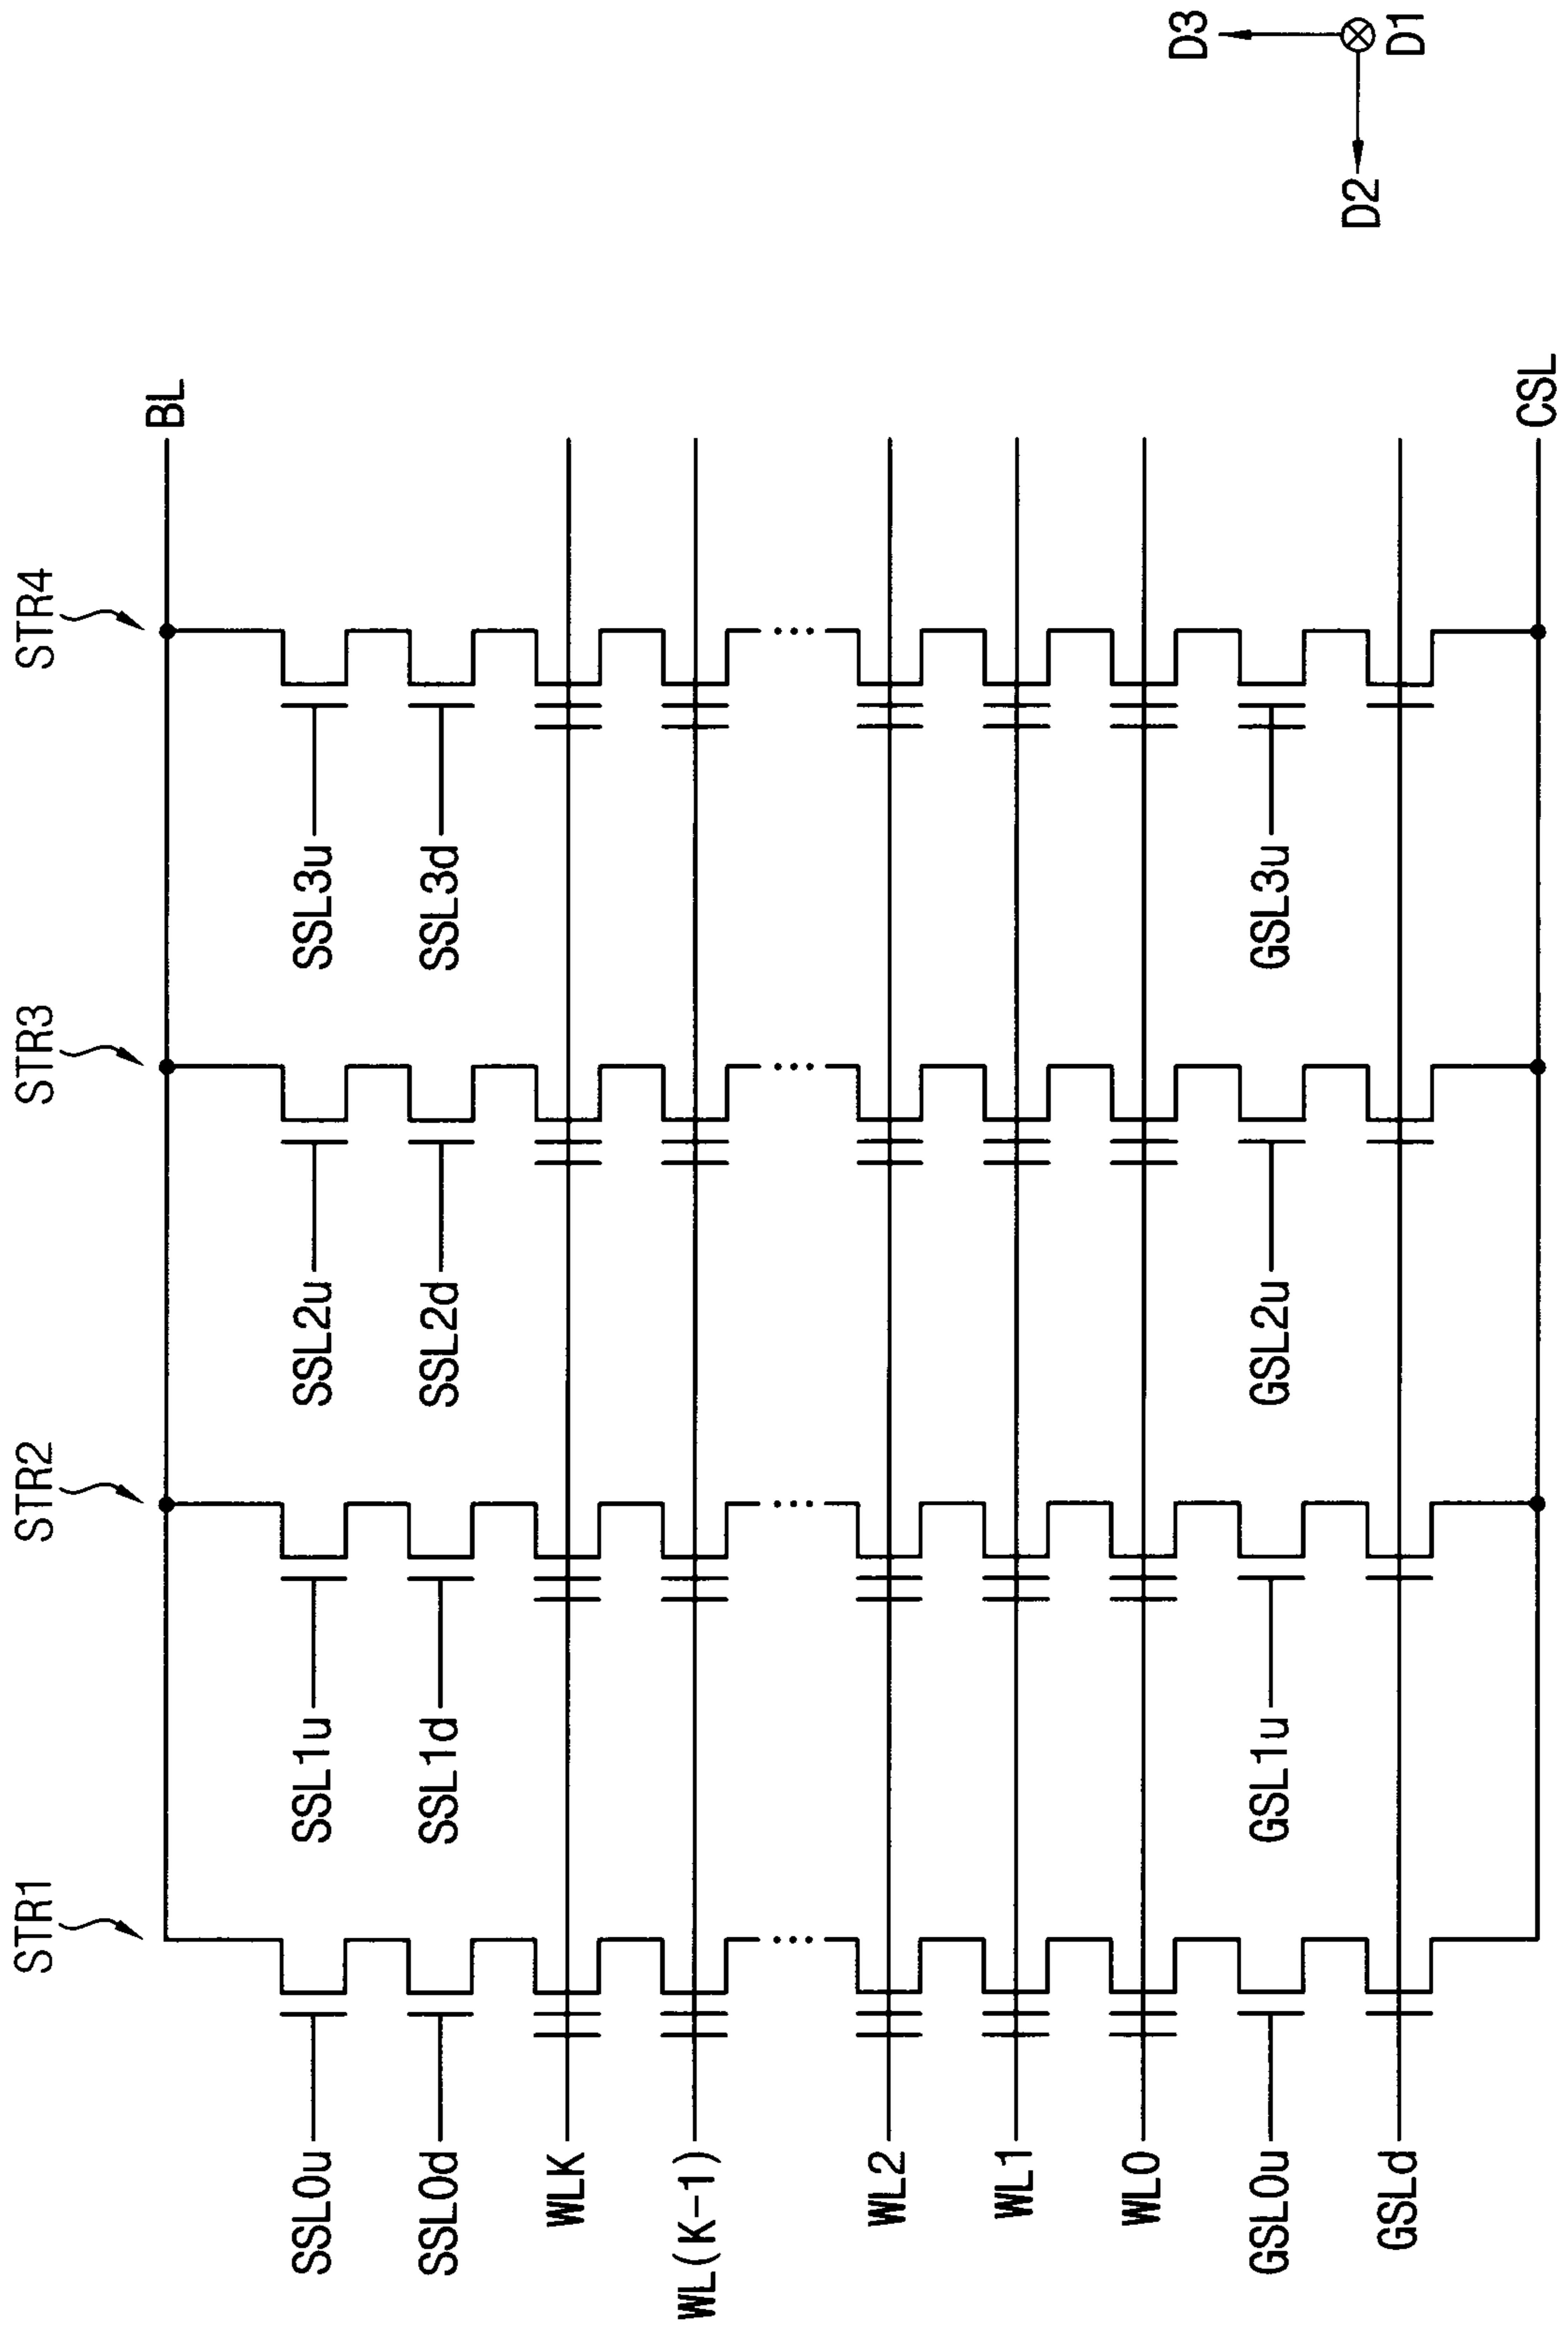 STR1
STR2
STR3
STR4
BL
SSL0u
SSL1u
SSL2u
SSL3u
SSL0d
SSL1d
SSL2d
SSL3d
WLK
WL(K-1)
WL2
WL1
WL0
GSL0u
GSL1u
GSL2u
GSL3u
GSLd
CSL
D3
D2
D1